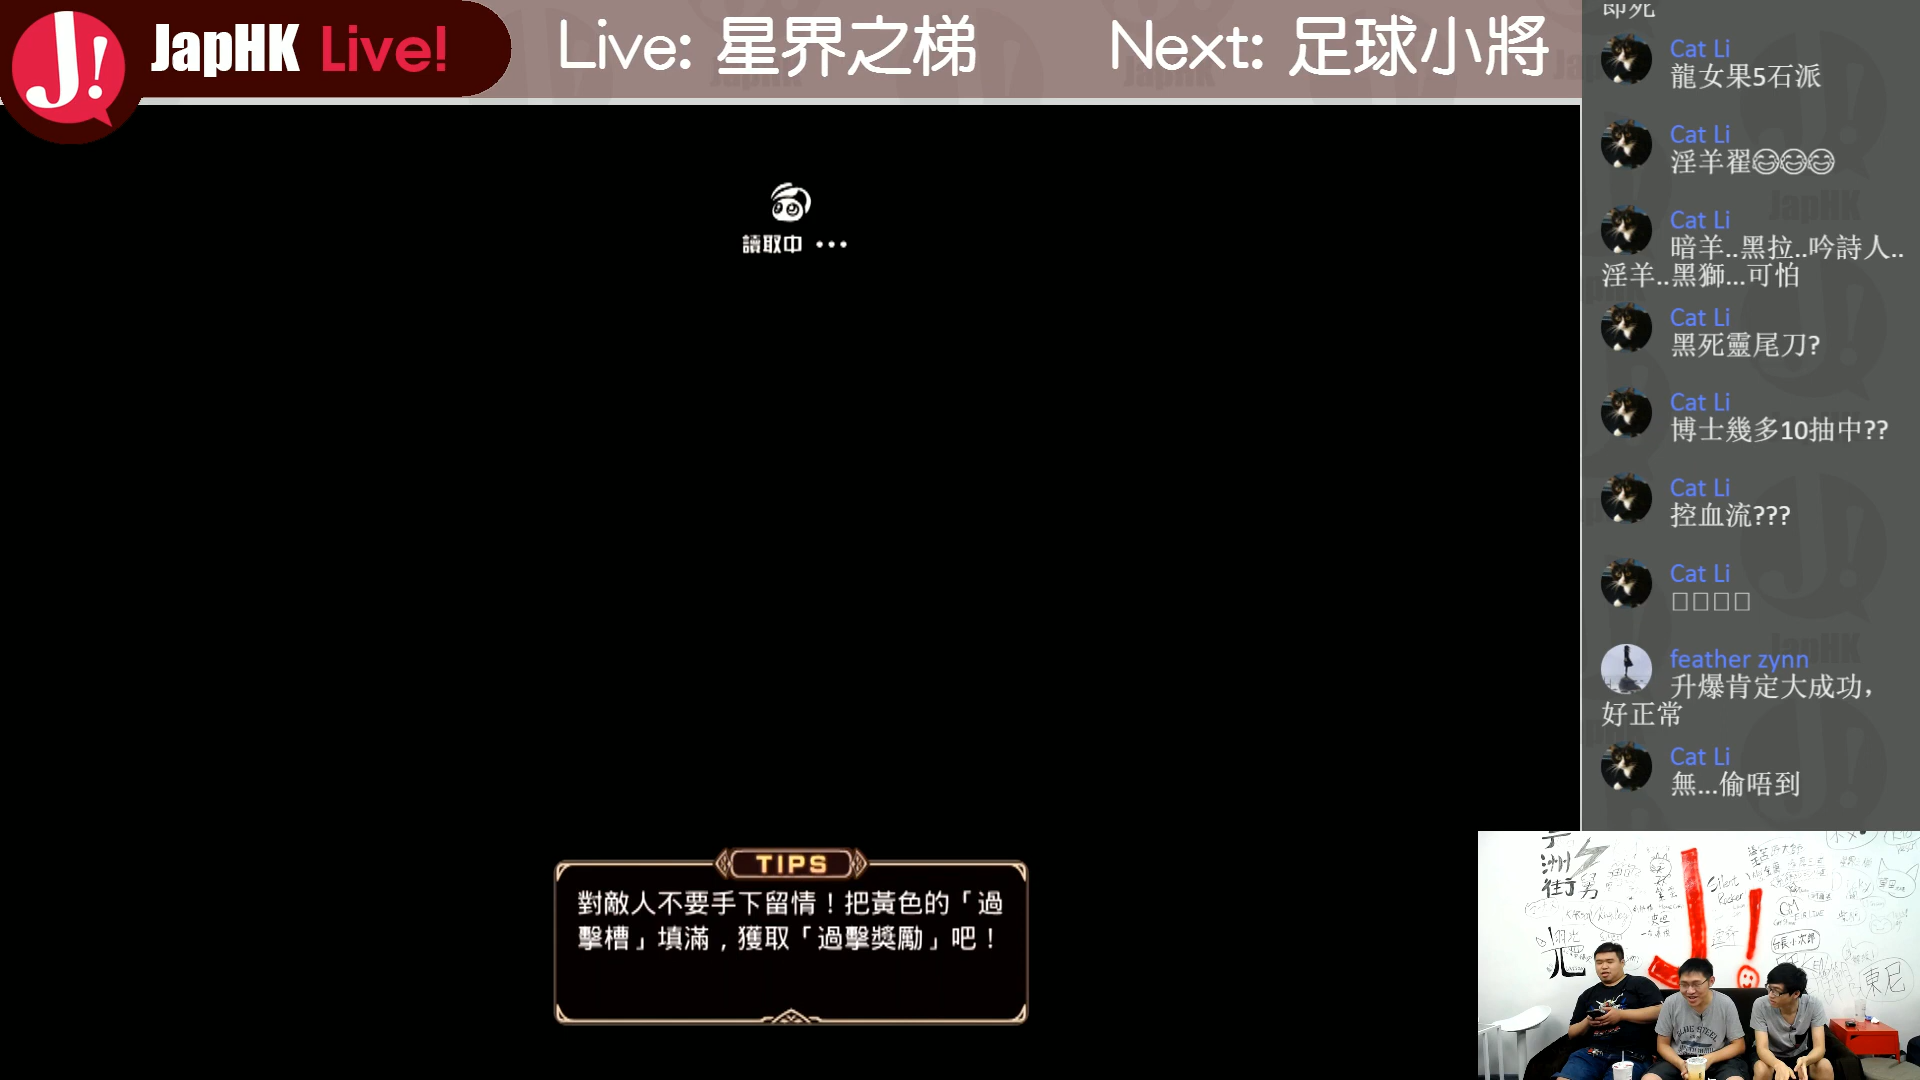 J! JapHK Live!
Live: 星界之梯
Next: 足球小將
讀取中 •••
TIPS
對敵人不要手下留情！把黃色的「過
擊槽」填滿，獲取「過擊獎勵」吧！
即死
Cat Li
龍女果5石派
Cat Li
淫羊翟😂😂😂
Cat Li
暗羊..黑拉..吟詩人..
淫羊..黑獅...可怕
Cat Li
黑死靈尾刀?
Cat Li
博士幾多10抽中??
Cat Li
控血流???
Cat Li
feather zynn
升爆肯定大成功，
好正常
Cat Li
無...偷唔到
J!
東尼